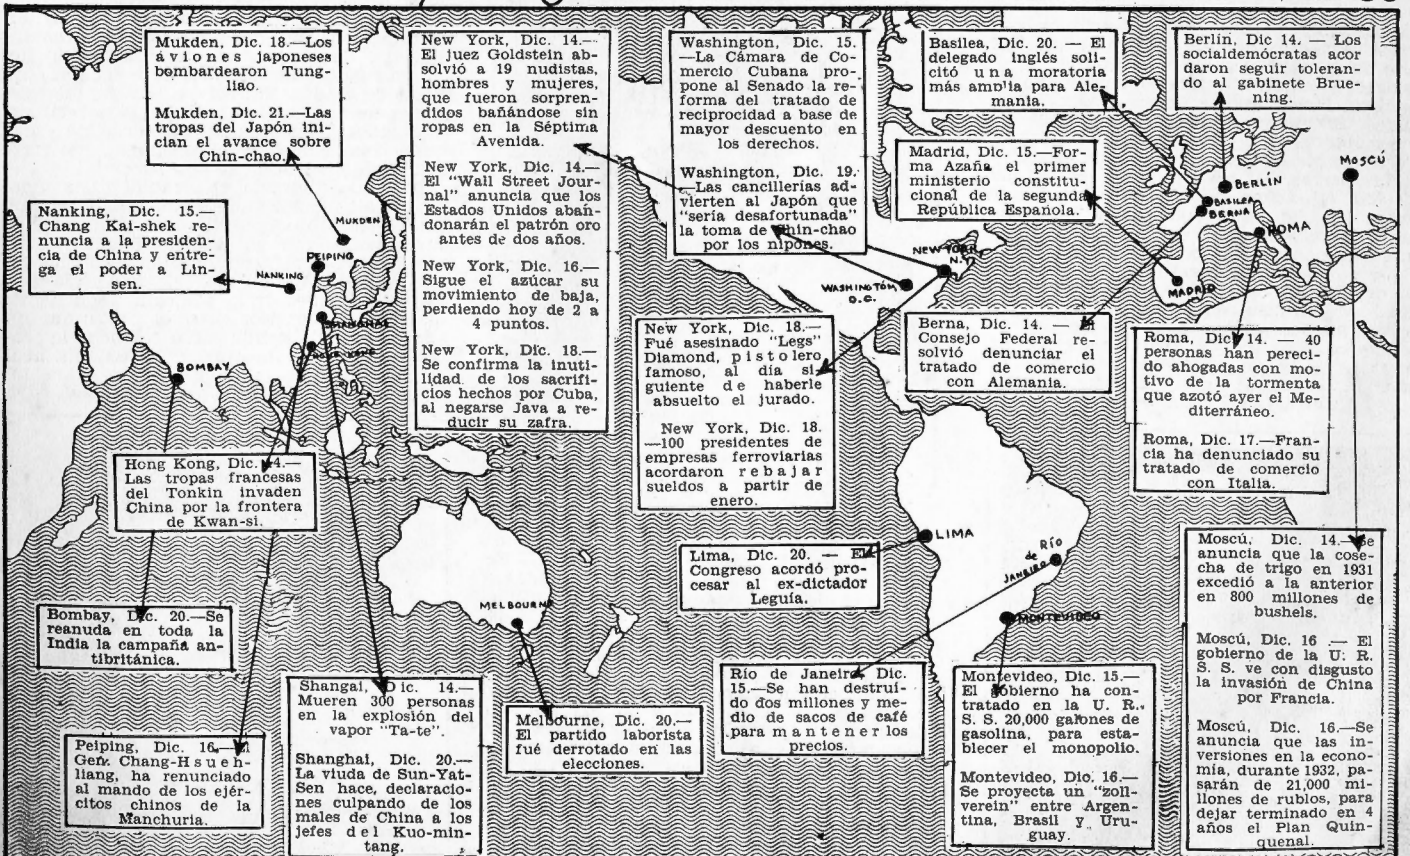 Mukden, Dic. 18.—Los
aviones japoneses
bombardearon Tung-
liao.
Mukden, Dic. 21.—Las
tropas del Japón ini-
cian el avance sobre
Chin-chao.
New York, Dic. 14.—
El juez Goldstein ab-
solvió a 19 nudistas,
hombres y mujeres,
que fueron sorpren-
didos bañándose sin
ropas en la Séptima
Avenida.
New York, Dic. 14.—
El "Wall Street Jour-
nal" anuncia que los
Estados Unidos aban-
donarán el patrón oro
antes de dos años.
New York, Dic. 16.—
Sigue el azúcar su
movimiento de baja,
perdiendo hoy de 2 a
4 puntos.
New York, Dic. 18.—
Se confirma la inuti-
lidad de los sacrifi-
cios hechos por Cuba,
al negarse Java a re-
ducir su zafra.
Washington, Dic. 15.
—La Cámara de Co-
mercio Cubana pro-
pone al Senado la re-
forma del tratado de
reciprocidad a base de
mayor descuento en
los derechos.
Washington, Dic. 19.
—Las cancillerías ad-
vierten al Japón que
"sería desafortunada"
la toma de Chin-chao
por los nipones.
Basilea, Dic. 20. — El
delegado inglés soli-
citó una moratoria
más amplia para Ale-
mania.
Berlín, Dic 14. — Los
socialdemócratas acor
daron seguir toleran-
do al gabinete Brue-
ning.
Madrid, Dic. 15.—For-
ma Azaña el primer
ministerio constitu-
cional de la segunda
República Española.
Nanking, Dic. 15.—
Chang Kai-shek re-
nuncia a la presiden-
cia de China y entre-
ga el poder a Lin-
sen.
MUKDEN
PEIPING
NANKING
SHANGHAI
HONG KONG
BOMBAY
NEW YORK
N.Y.
WASHINGTON
D.C.
MOSCÚ
BERLÍN
BASILEA
BERNA
ROMA
MADRID
New York, Dic. 18.—
Fué asesinado "Legs"
Diamond, pistolero
famoso, al día si-
guiente de haberle
absuelto el jurado.
New York, Dic. 18.
—100 presidentes de
empresas ferroviarias
acordaron rebajar
sueldos a partir de
enero.
Berna, Dic. 14. — El
Consejo Federal re-
solvió denunciar el
tratado de comercio
con Alemania.
Roma, Dic. 14. — 40
personas han pereci-
do ahogadas con mo-
tivo de la tormenta
que azotó ayer el Me-
diterráneo.
Roma, Dic. 17.—Fran-
cia ha denunciado su
tratado de comercio
con Italia.
Hong Kong, Dic. 14.—
Las tropas francesas
del Tonkin invaden
China por la frontera
de Kwan-si.
LIMA
RÍO
de
JANEIRO
MONTEVIDEO
MELBOURNE
Lima, Dic. 20. — El
Congreso acordó pro-
cesar al ex-dictador
Leguía.
Moscú, Dic. 14.—Se
anuncia que la cose-
cha de trigo en 1931
excedió a la anterior
en 800 millones de
bushels.
Moscú, Dic. 16 — El
gobierno de la U. R.
S. S. ve con disgusto
la invasión de China
por Francia.
Moscú, Dic. 16.—Se
anuncia que las in-
versiones en la econo-
mía, durante 1932, pa-
sarán de 21,000 mi-
llones de rublos, para
dejar terminado en 4
años el Plan Quin-
quenal.
Bombay, Dic. 20.—Se
reanuda en toda la
India la campaña an-
tibritánica.
Shangai, Dic. 14.—
Mueren 300 personas
en la explosión del
vapor "Ta-te".
Shanghai, Dic. 20.—
La viuda de Sun-Yat-
Sen hace, declaracio-
nes culpando de los
males de China a los
jefes del Kuo-min-
tang.
Melbourne, Dic. 20.—
El partido laborista
fué derrotado en las
elecciones.
Río de Janeiro, Dic.
15.—Se han destruí-
do dos millones y me-
dio de sacos de café
para mantener los
precios.
Montevideo, Dic. 15.—
El gobierno ha con-
tratado en la U. R.
S. S. 20,000 galones de
gasolina, para esta-
blecer el monopolio.
Montevideo, Dic. 16.—
Se proyecta un "zoll-
verein" entre Argen-
tina, Brasil y Uru-
guay.
Peiping, Dic. 16.—El
Gen. Chang-Hsueh-
liang, ha renunciado
al mando de los ejér-
citos chinos de la
Manchuria.